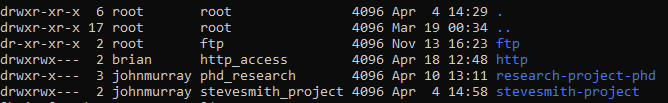 drwxr-xr-x 6 root root 4096 Apr 4 14:29 .
drwxr-xr-x 17 root root 4096 Mar 19 00:34 ..
dr-xr-xr-x 2 root ftp 4096 Nov 13 16:23 ftp
drwxrwx--- 2 brian http_access 4096 Apr 18 12:48 http
drwxr-x--- 3 johnmurray phd_research 4096 Apr 10 13:11 research-project-phd
drwxrwx--- 2 johnmurray stevesmith_project 4096 Apr 4 14:58 stevesmith-project